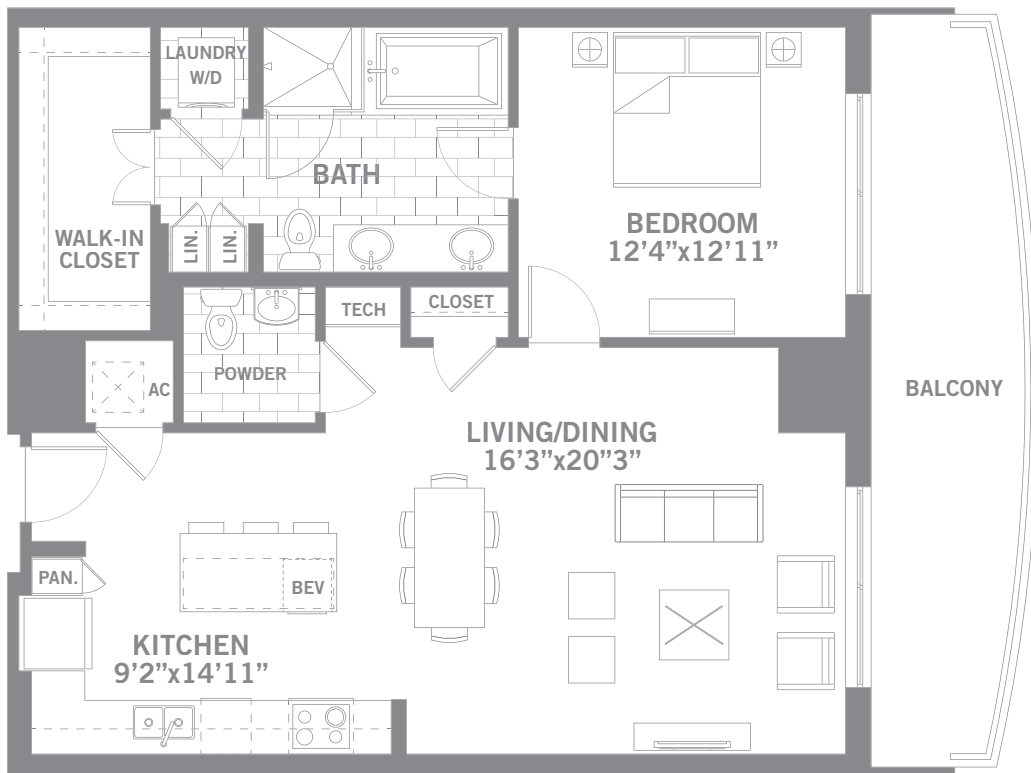 LAUNDRY
W/D
BATH
WALK-IN
CLOSET
LIN.
LIN.
BEDROOM
12’4”x12’11”
TECH
CLOSET
POWDER
AC
BALCONY
LIVING/DINING
16’3”x20”3”
PAN.
BEV
KITCHEN
9’2”x14’11”